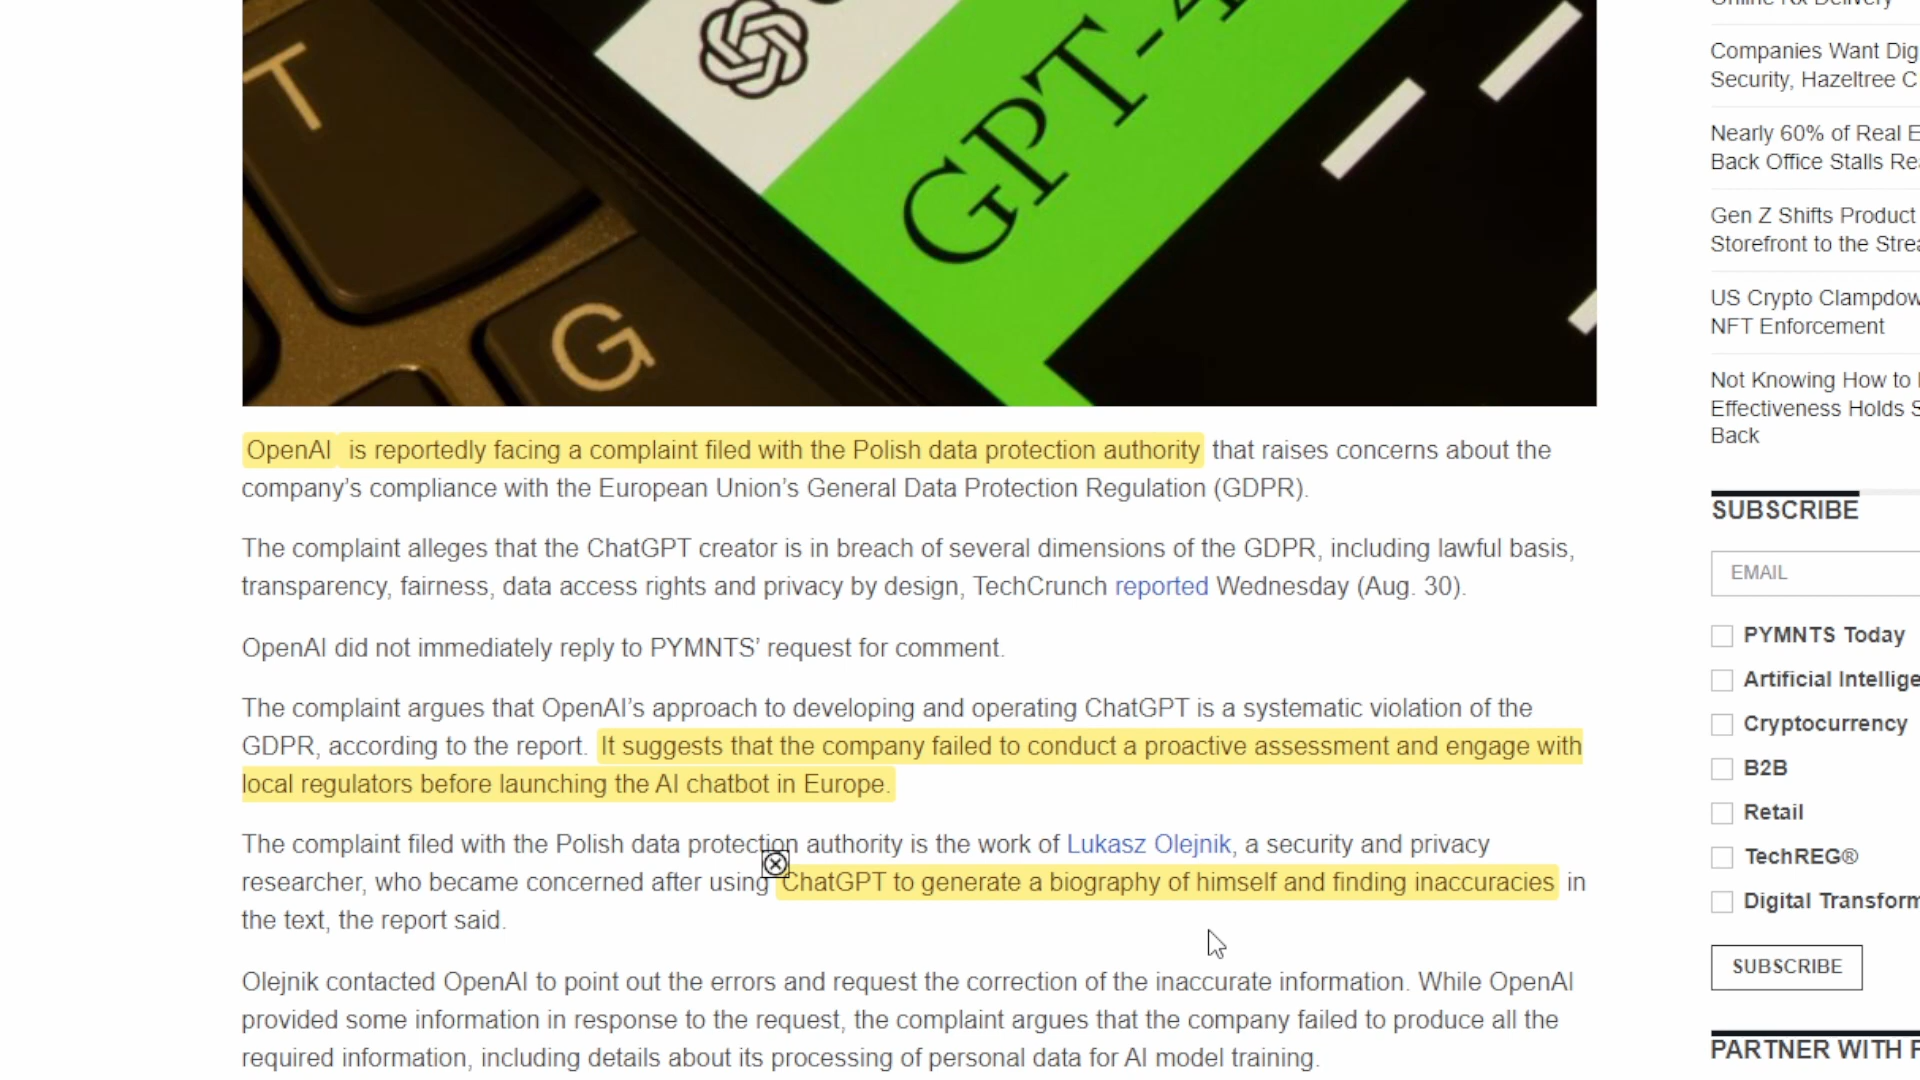 T
G
GPT-4
OpenAI is reportedly facing a complaint filed with the Polish data protection authority that raises concerns about the
company’s compliance with the European Union’s General Data Protection Regulation (GDPR).
The complaint alleges that the ChatGPT creator is in breach of several dimensions of the GDPR, including lawful basis,
transparency, fairness, data access rights and privacy by design, TechCrunch reported Wednesday (Aug. 30).
OpenAI did not immediately reply to PYMNTS’ request for comment.
The complaint argues that OpenAI’s approach to developing and operating ChatGPT is a systematic violation of the
GDPR, according to the report. It suggests that the company failed to conduct a proactive assessment and engage with
local regulators before launching the AI chatbot in Europe.
The complaint filed with the Polish data protection authority is the work of Lukasz Olejnik, a security and privacy
researcher, who became concerned after using ChatGPT to generate a biography of himself and finding inaccuracies in
the text, the report said.
Olejnik contacted OpenAI to point out the errors and request the correction of the inaccurate information. While OpenAI
provided some information in response to the request, the complaint argues that the company failed to produce all the
required information, including details about its processing of personal data for AI model training.
Online Rx Delivery
Companies Want Dig
Security, Hazeltree C
Nearly 60% of Real E
Back Office Stalls Re
Gen Z Shifts Product
Storefront to the Strea
US Crypto Clampdow
NFT Enforcement
Not Knowing How to
Effectiveness Holds S
Back
SUBSCRIBE
EMAIL
PYMNTS Today
Artificial Intellige
Cryptocurrency
B2B
Retail
TechREG®
Digital Transform
SUBSCRIBE
PARTNER WITH P